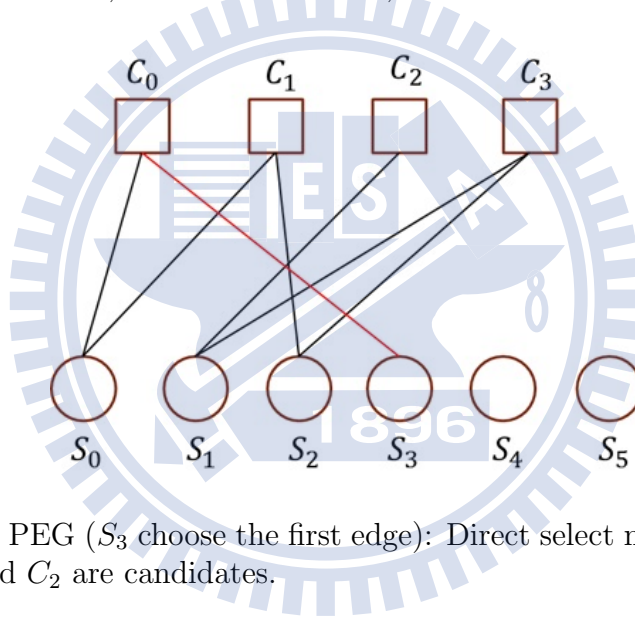 C₀ C₁ C₂ C₃
E S A
1896
S₀ S₁ S₂ S₃ S₄ S₅
PEG (S₃ choose the first edge): Direct select
C₂ are candidates.